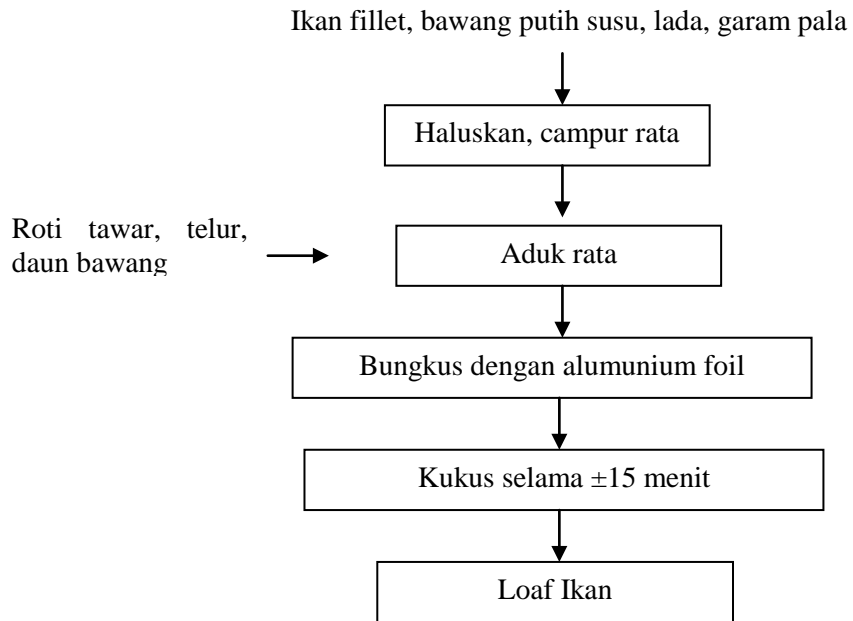 Ikan fillet, bawang putih susu, lada, garam pala
Haluskan, campur rata
Roti tawar, telur,
daun bawang
Aduk rata
Bungkus dengan alumunium foil
Kukus selama ±15 menit
Loaf Ikan